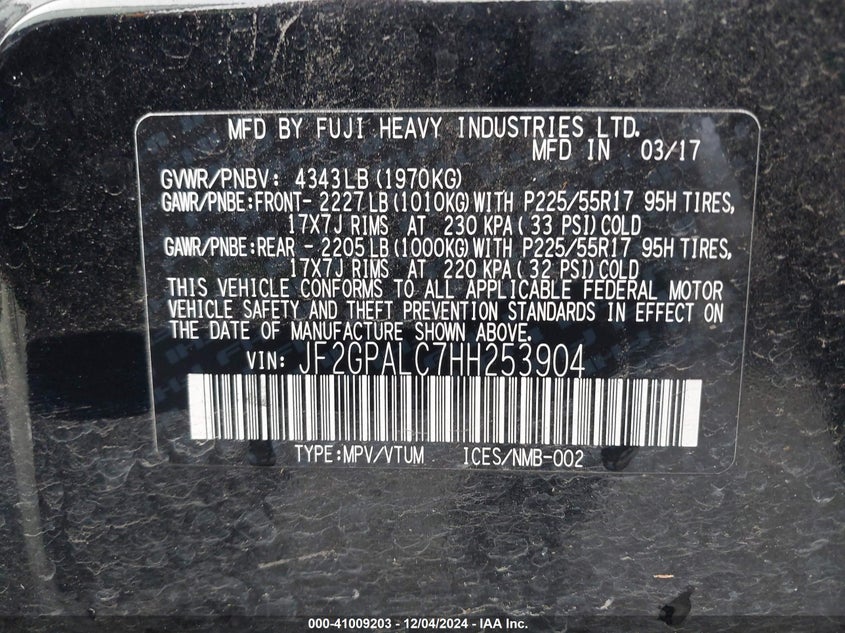 MFD BY FUJI HEAVY INDUSTRIES LTD.
MFD IN 03/17
GVWR/PNBV: 4343LB (1970KG)
GAWR/PNBE:FRONT- 2227LB (1010KG) WITH P225/55R17 95H TIRES,
17X7J RIMS AT 230 KPA( 33 PSI) COLD
GAWR/PNBE:REAR - 2205LB (1000KG) WITH P225/55R17 95H TIRES,
17X7J RIMS AT 220 KPA( 32 PSI) COLD
THIS VEHICLE CONFORMS TO ALL APPLICABLE FEDERAL MOTOR
VEHICLE SAFETY AND THEFT PREVENTION STANDARDS IN EFFECT ON
THE DATE OF MANUFACTURE SHOWN ABOVE.
VIN: JF2GPALC7HH253904
TYPE:MPV/VTUM ICES/NMB-002
000-41009203 - 12/04/2024 - IAA Inc.